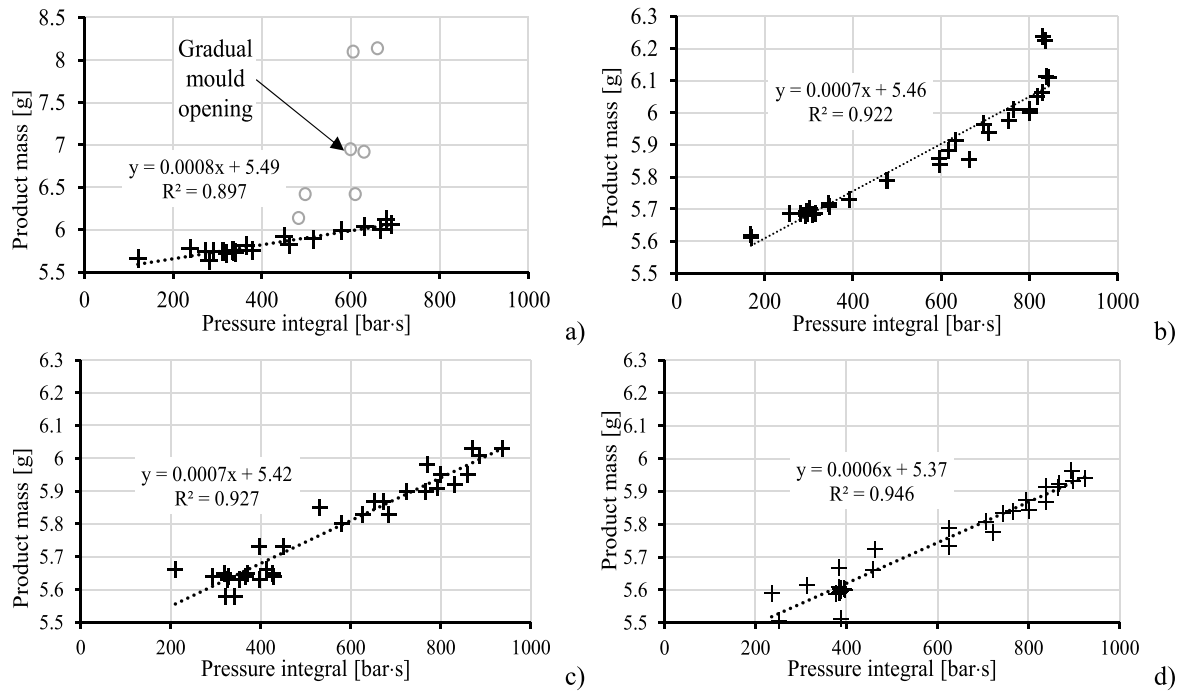 8.5
8
7.5
7
6.5
6
5.5
Product mass [g]
Gradual
mould
opening
y = 0.0008x + 5.49
R² = 0.897
0 200 400 600 800 1000
Pressure integral [bar·s]
a)
6.3
6.2
6.1
6
5.9
5.8
5.7
5.6
5.5
Product mass [g]
y = 0.0007x + 5.46
R² = 0.922
0 200 400 600 800 1000
Pressure integral [bar·s]
b)
6.3
6.2
6.1
6
5.9
5.8
5.7
5.6
5.5
Product mass [g]
y = 0.0007x + 5.42
R² = 0.927
0 200 400 600 800 1000
Pressure integral [bar·s]
c)
6.3
6.2
6.1
6
5.9
5.8
5.7
5.6
5.5
Product mass [g]
y = 0.0006x + 5.37
R² = 0.946
0 200 400 600 800 1000
Pressure integral [bar·s]
d)